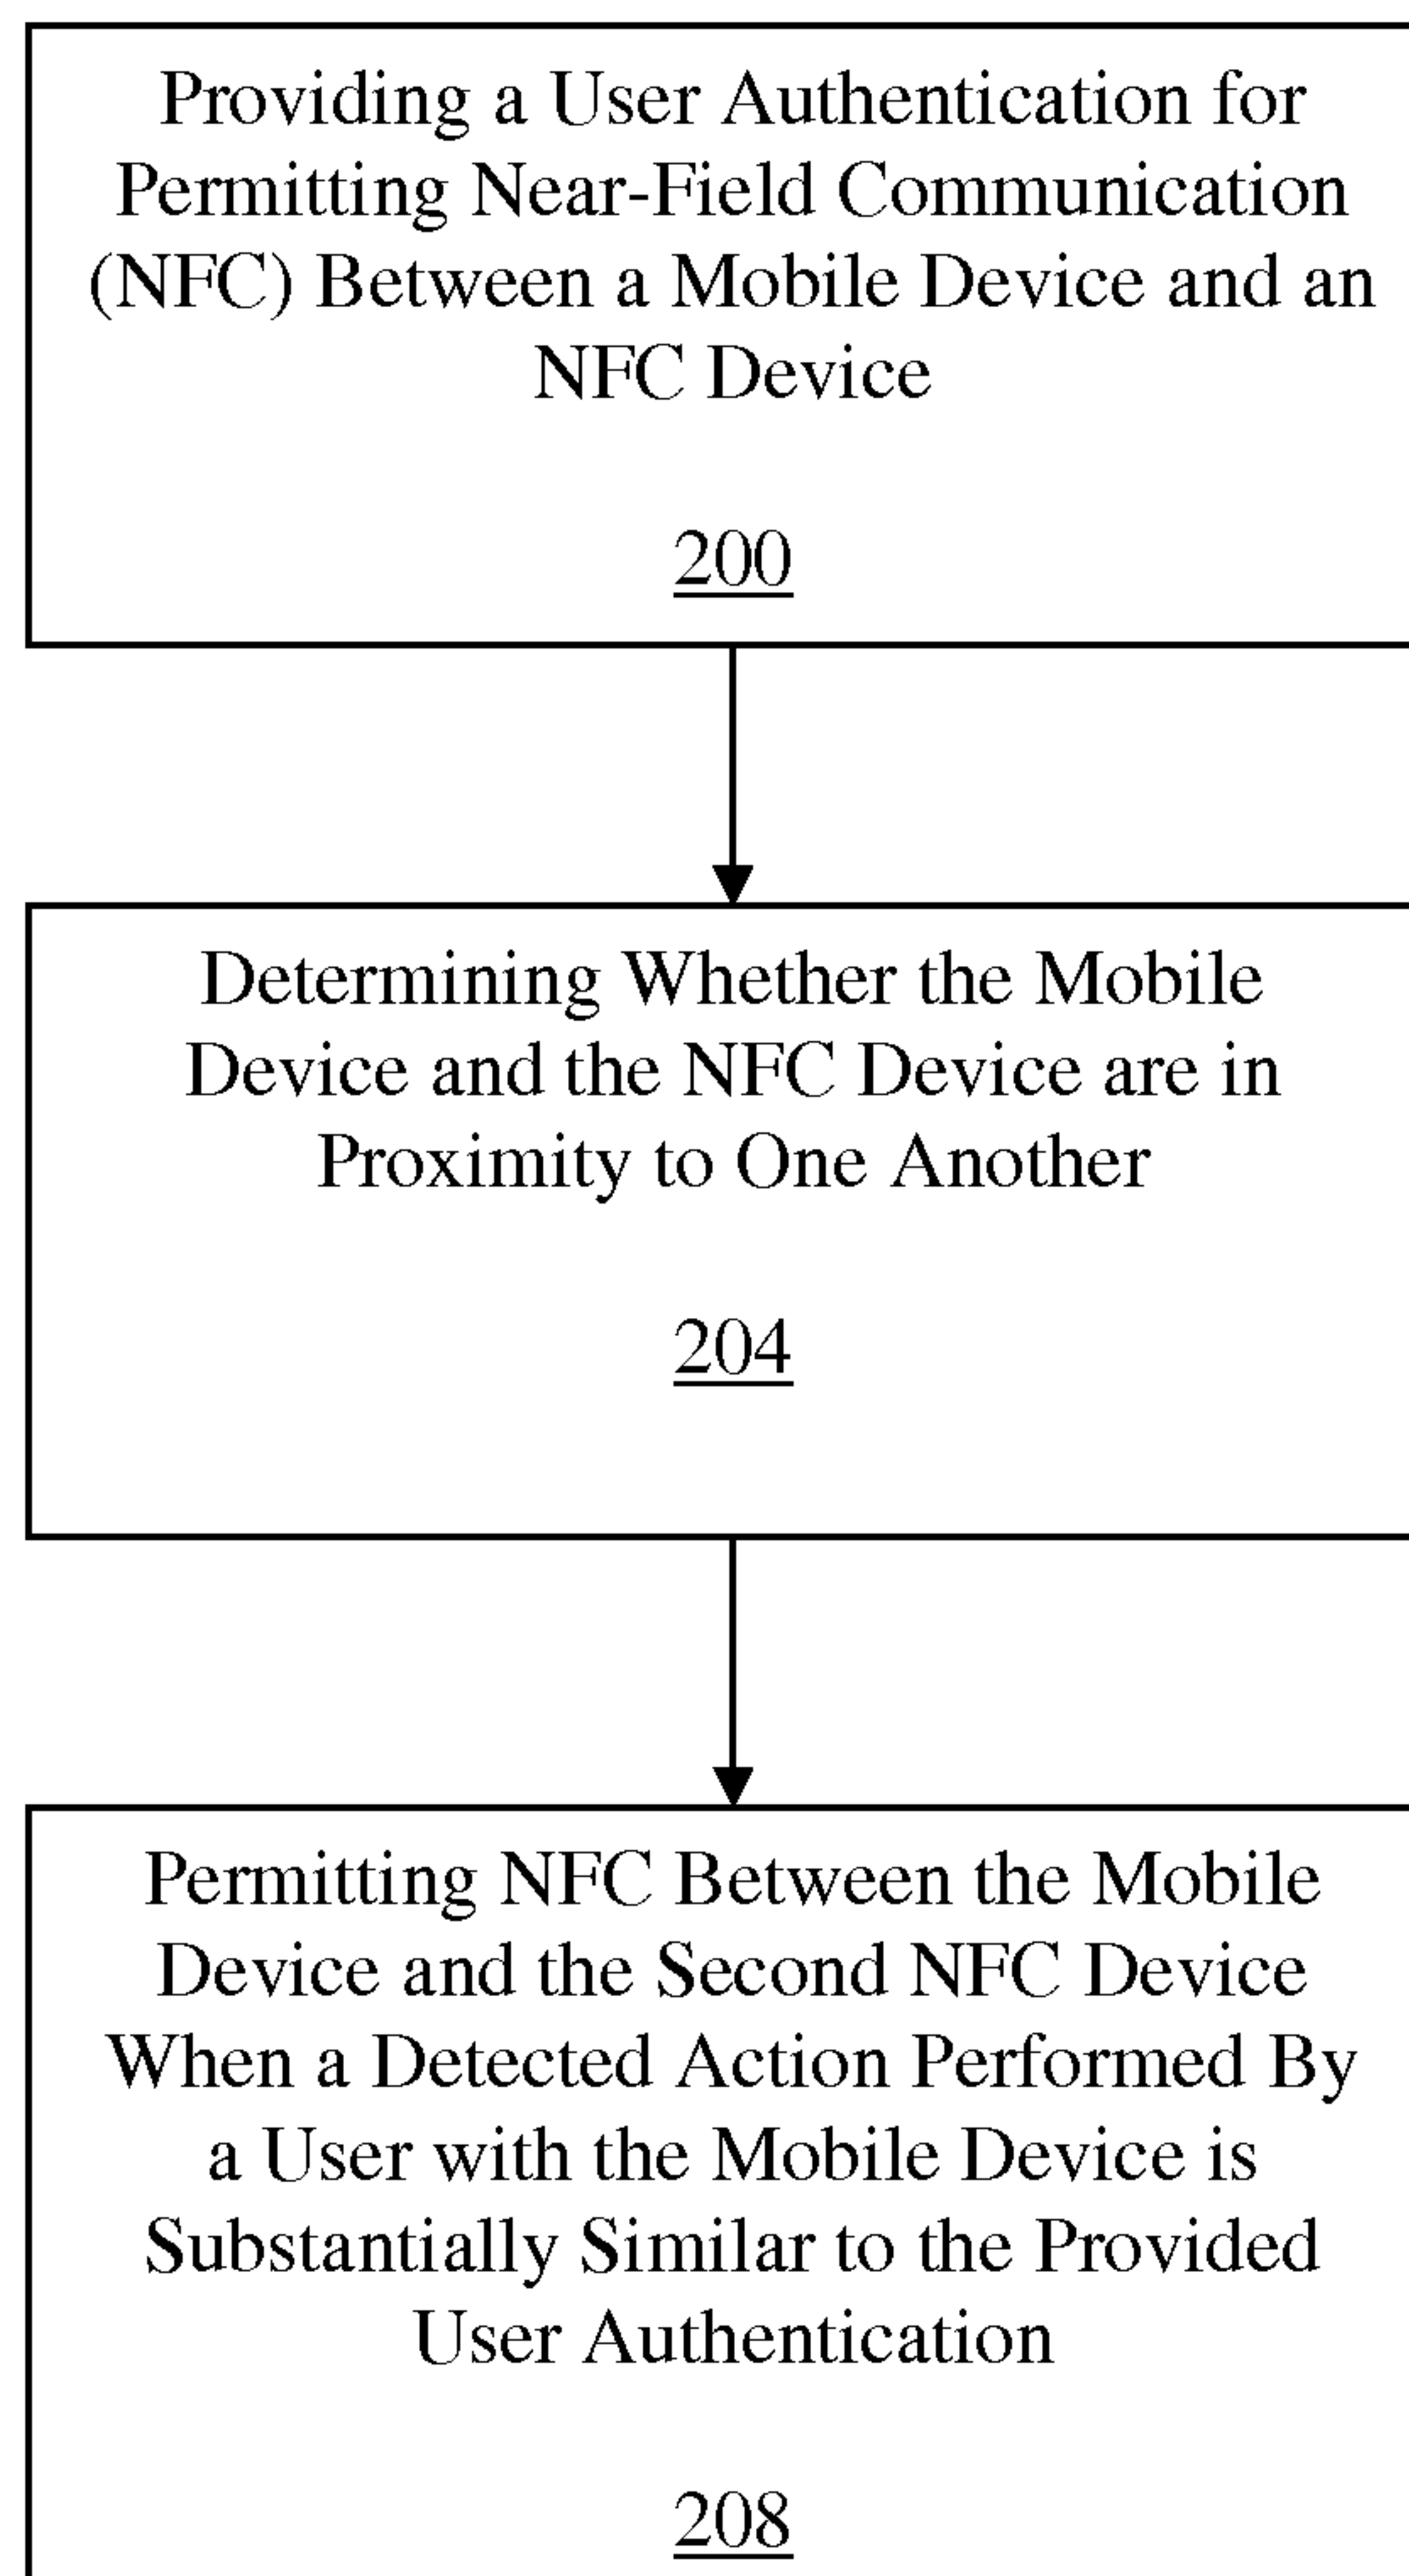 Providing a User Authentication for
Permitting Near-Field Communication
(NFC) Between a Mobile Device and an
NFC Device
200
Determining Whether the Mobile
Device and the NFC Device are in
Proximity to One Another
204
Permitting NFC Between the Mobile
Device and the Second NFC Device
When a Detected Action Performed By
a User with the Mobile Device is
Substantially Similar to the Provided
User Authentication
208